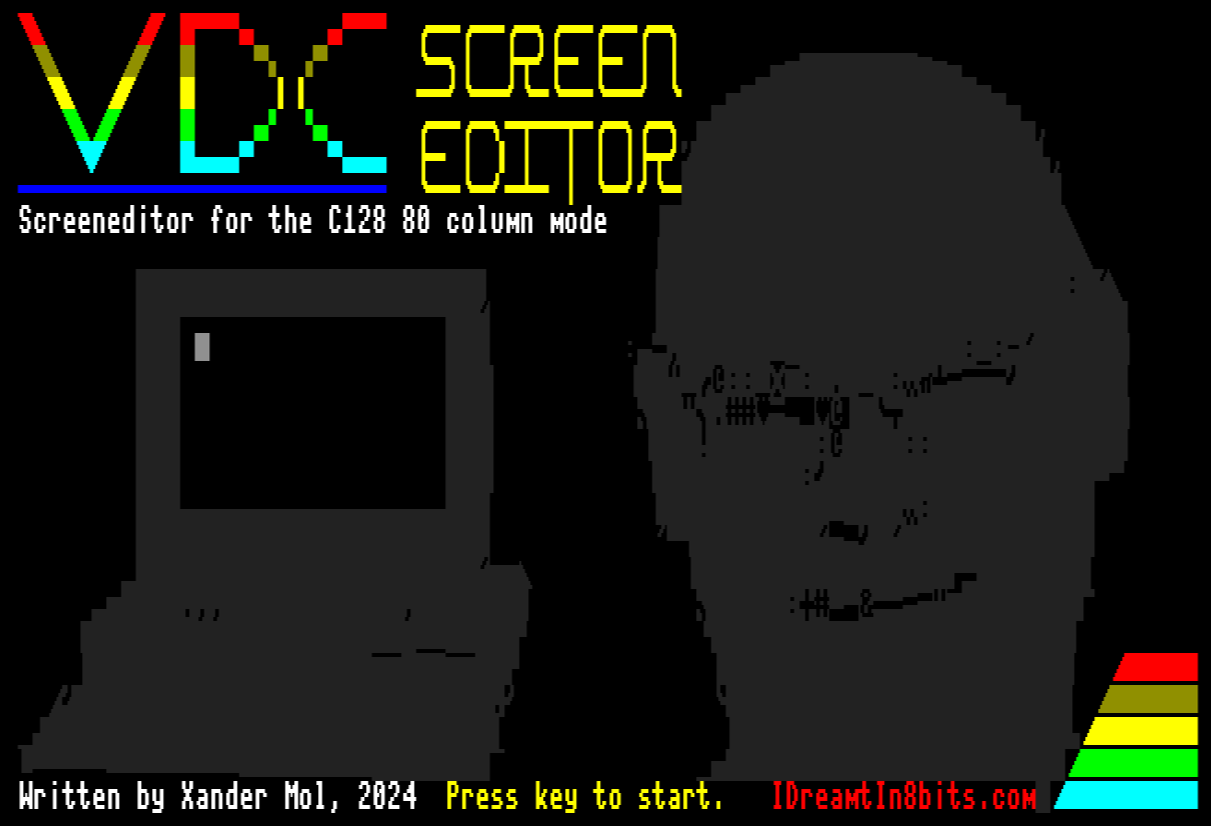 VDC
SCREEN
EDITOR
Screeneditor for the C128 80 column mode
Written by Xander Mol, 2024 Press key to start. IDreamtIn8bits.com